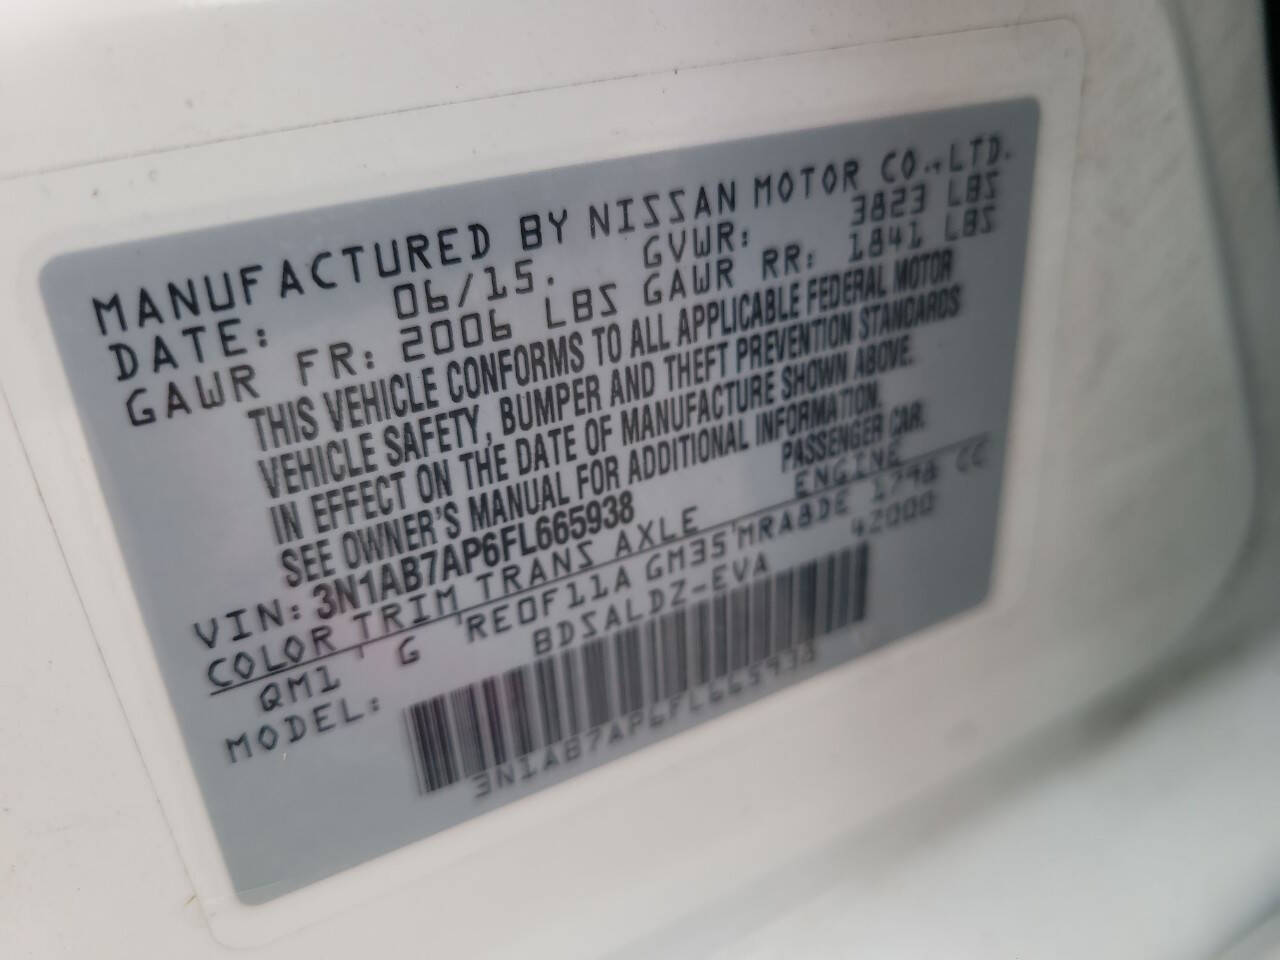 MANUFACTURED BY NISSAN MOTOR CO.,LTD.
DATE: 06/15. GVWR: 3823 LBS
GAWR FR: 2006 LBS GAWR RR: 1841 LBS
THIS VEHICLE CONFORMS TO ALL APPLICABLE FEDERAL MOTOR
VEHICLE SAFETY, BUMPER AND THEFT PREVENTION STANDARDS
IN EFFECT ON THE DATE OF MANUFACTURE SHOWN ABOVE.
SEE OWNER'S MANUAL FOR ADDITIONAL INFORMATION.
VIN: 3N1AB7AP6FL665938 PASSENGER CAR.
COLOR TRIM TRANS AXLE ENGINE
QM1 ' G 'REOF11A GM35'MRA8DE 1798 CC
MODEL: BDSALDZ-EVA 42000
3N1AB7AP6FL665938